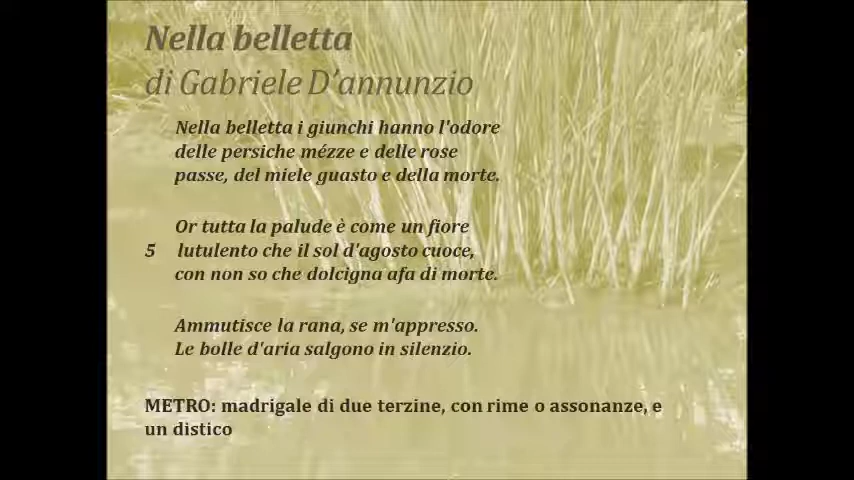 Nella belletta
di Gabriele D'annunzio
Nella belletta i giunchi hanno l'odore
delle persiche mézze e delle rose
passe, del miele guasto e della morte.
Or tutta la palude è come un fiore
5 lutulento che il sol d'agosto cuoce,
con non so che dolcigna afa di morte.
Ammutisce la rana, se m'appresso.
Le bolle d'aria salgono in silenzio.
METRO: madrigale di due terzine, con rime o assonanze, e
un distico